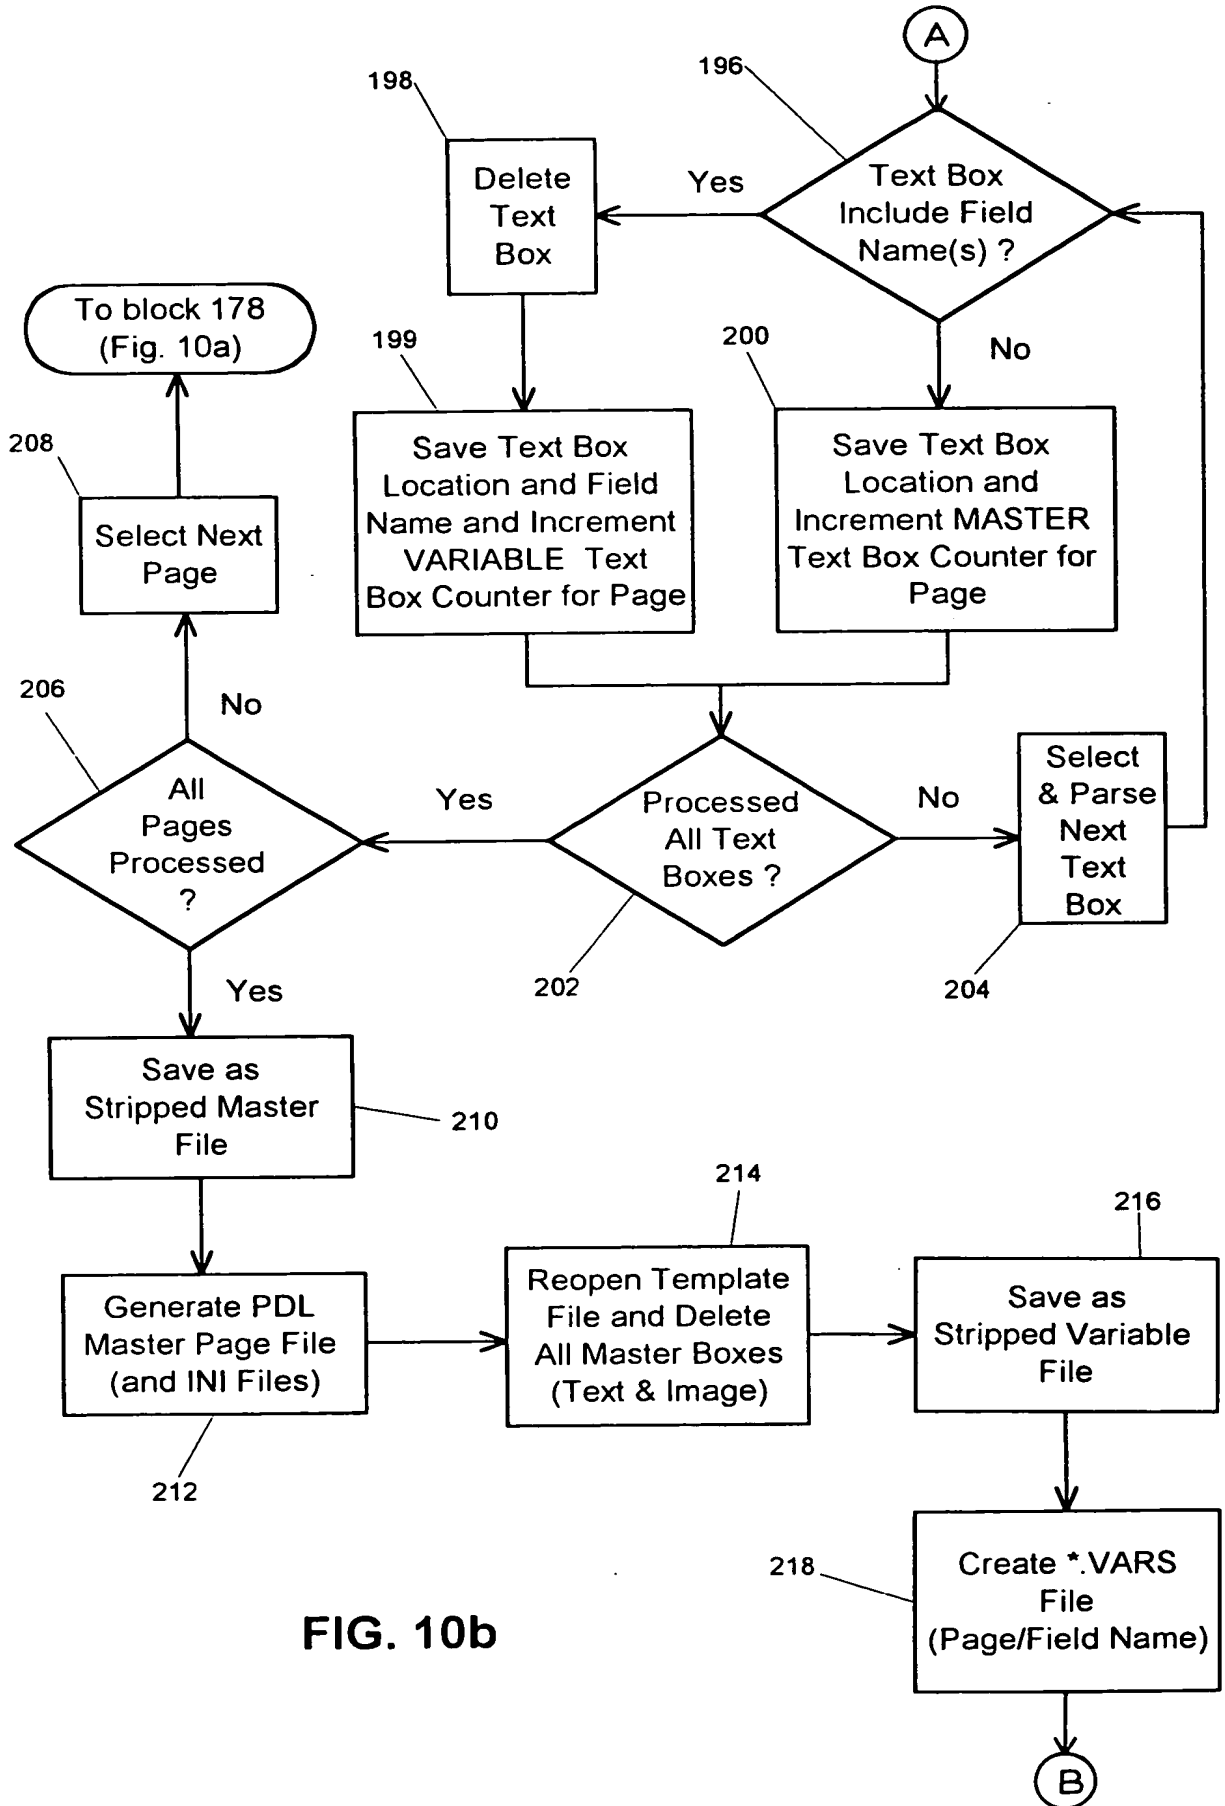 A
196
198
Text Box
Include Field
Name(s) ?
Yes
Delete
Text
Box
To block 178
(Fig. 10a)
199
200
No
208
Save Text Box
Location and Field
Name and Increment
VARIABLE Text
Box Counter for Page
Save Text Box
Location and
Increment MASTER
Text Box Counter for
Page
Select Next
Page
206
No
All
Pages
Processed
?
Yes
Processed
All Text
Boxes ?
No
Select
& Parse
Next
Text
Box
202
204
Yes
Save as
Stripped Master
File
210
214
216
Generate PDL
Master Page File
(and INI Files)
Reopen Template
File and Delete
All Master Boxes
(Text & Image)
Save as
Stripped Variable
File
212
218
Create *.VARS
File
(Page/Field Name)
FIG. 10b
B